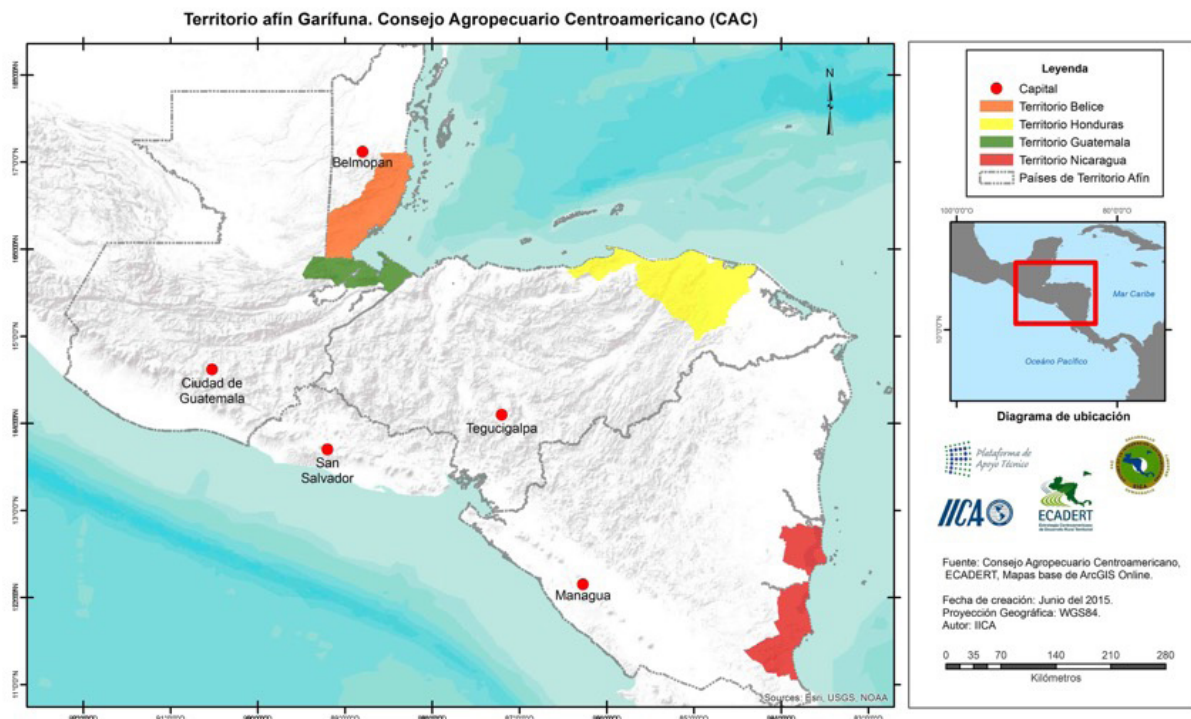 Territorio afín Garífuna. Consejo Agropecuario Centroamericano (CAC)
N
Belmopan
Ciudad de
Guatemala
San
Salvador
Tegucigalpa
Managua
Sources: Esri, USGS, NOAA
Leyenda
Capital
Territorio Belice
Territorio Honduras
Territorio Guatemala
Territorio Nicaragua
Países de Territorio Afín
Mar Caribe
Oceáno Pacífico
Diagrama de ubicación
Plataforma de
Apoyo Técnico
IICA
ECADERT
Fuente: Consejo Agropecuario Centroamericano,
ECADERT, Mapas base de ArcGIS Online.
Fecha de creación: Junio del 2015.
Proyección Geográfica: WGS84.
Autor: IICA
0 35 70 140 210 280
Kilómetros